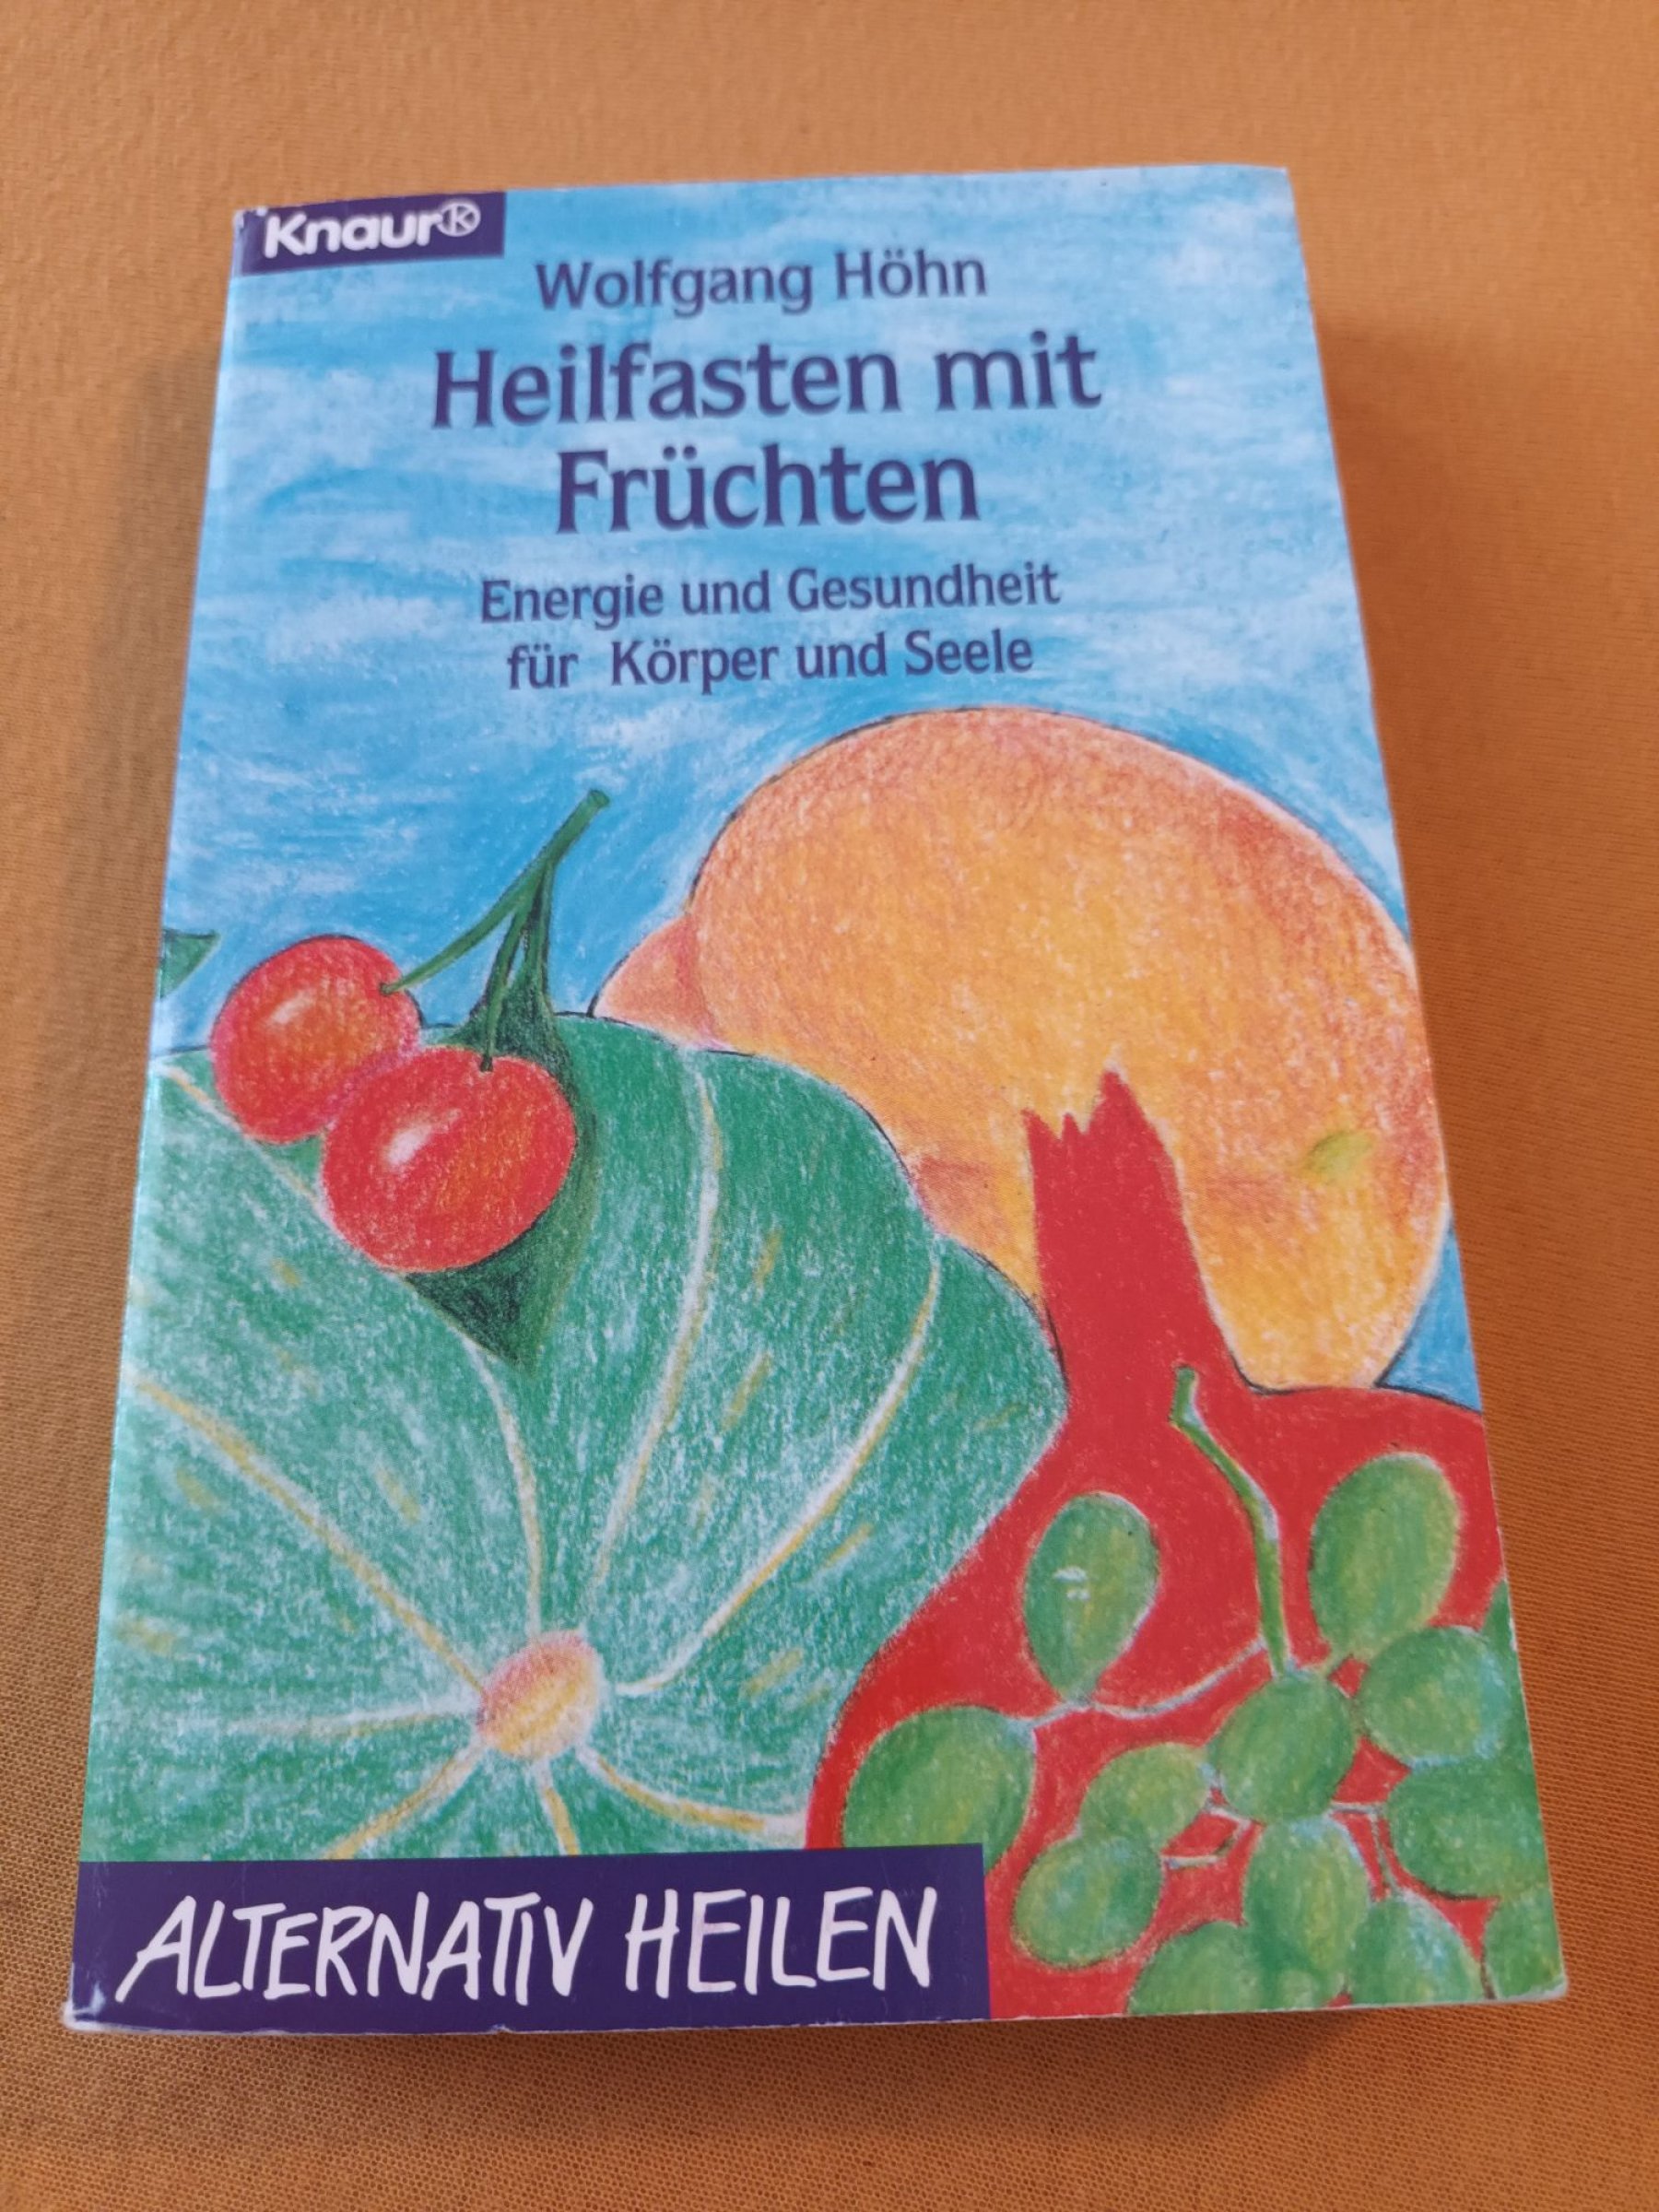 Knaur®
Wolfgang Höhn
Heilfasten mit
Früchten
Energie und Gesundheit
für Körper und Seele
ALTERNATIV HEILEN